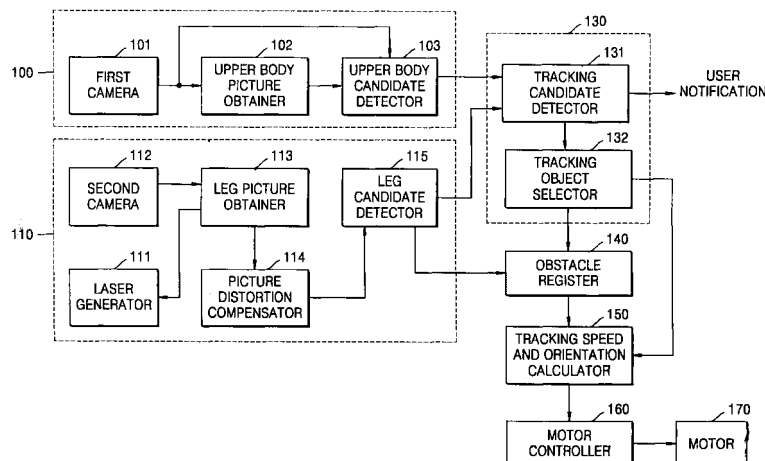 130
101
102
103
131
100
FIRST
CAMERA
UPPER BODY
PICTURE
OBTAINER
UPPER BODY
CANDIDATE
DETECTOR
TRACKING
CANDIDATE
DETECTOR
USER
NOTIFICATION
112
113
115
132
SECOND
CAMERA
LEG PICTURE
OBTAINER
LEG
CANDIDATE
DETECTOR
TRACKING
OBJECT
SELECTOR
110
111
114
140
LASER
GENERATOR
PICTURE
DISTORTION
COMPENSATOR
OBSTACLE
REGISTER
150
TRACKING SPEED
AND ORIENTATION
CALCULATOR
160
170
MOTOR
CONTROLLER
MOTOR